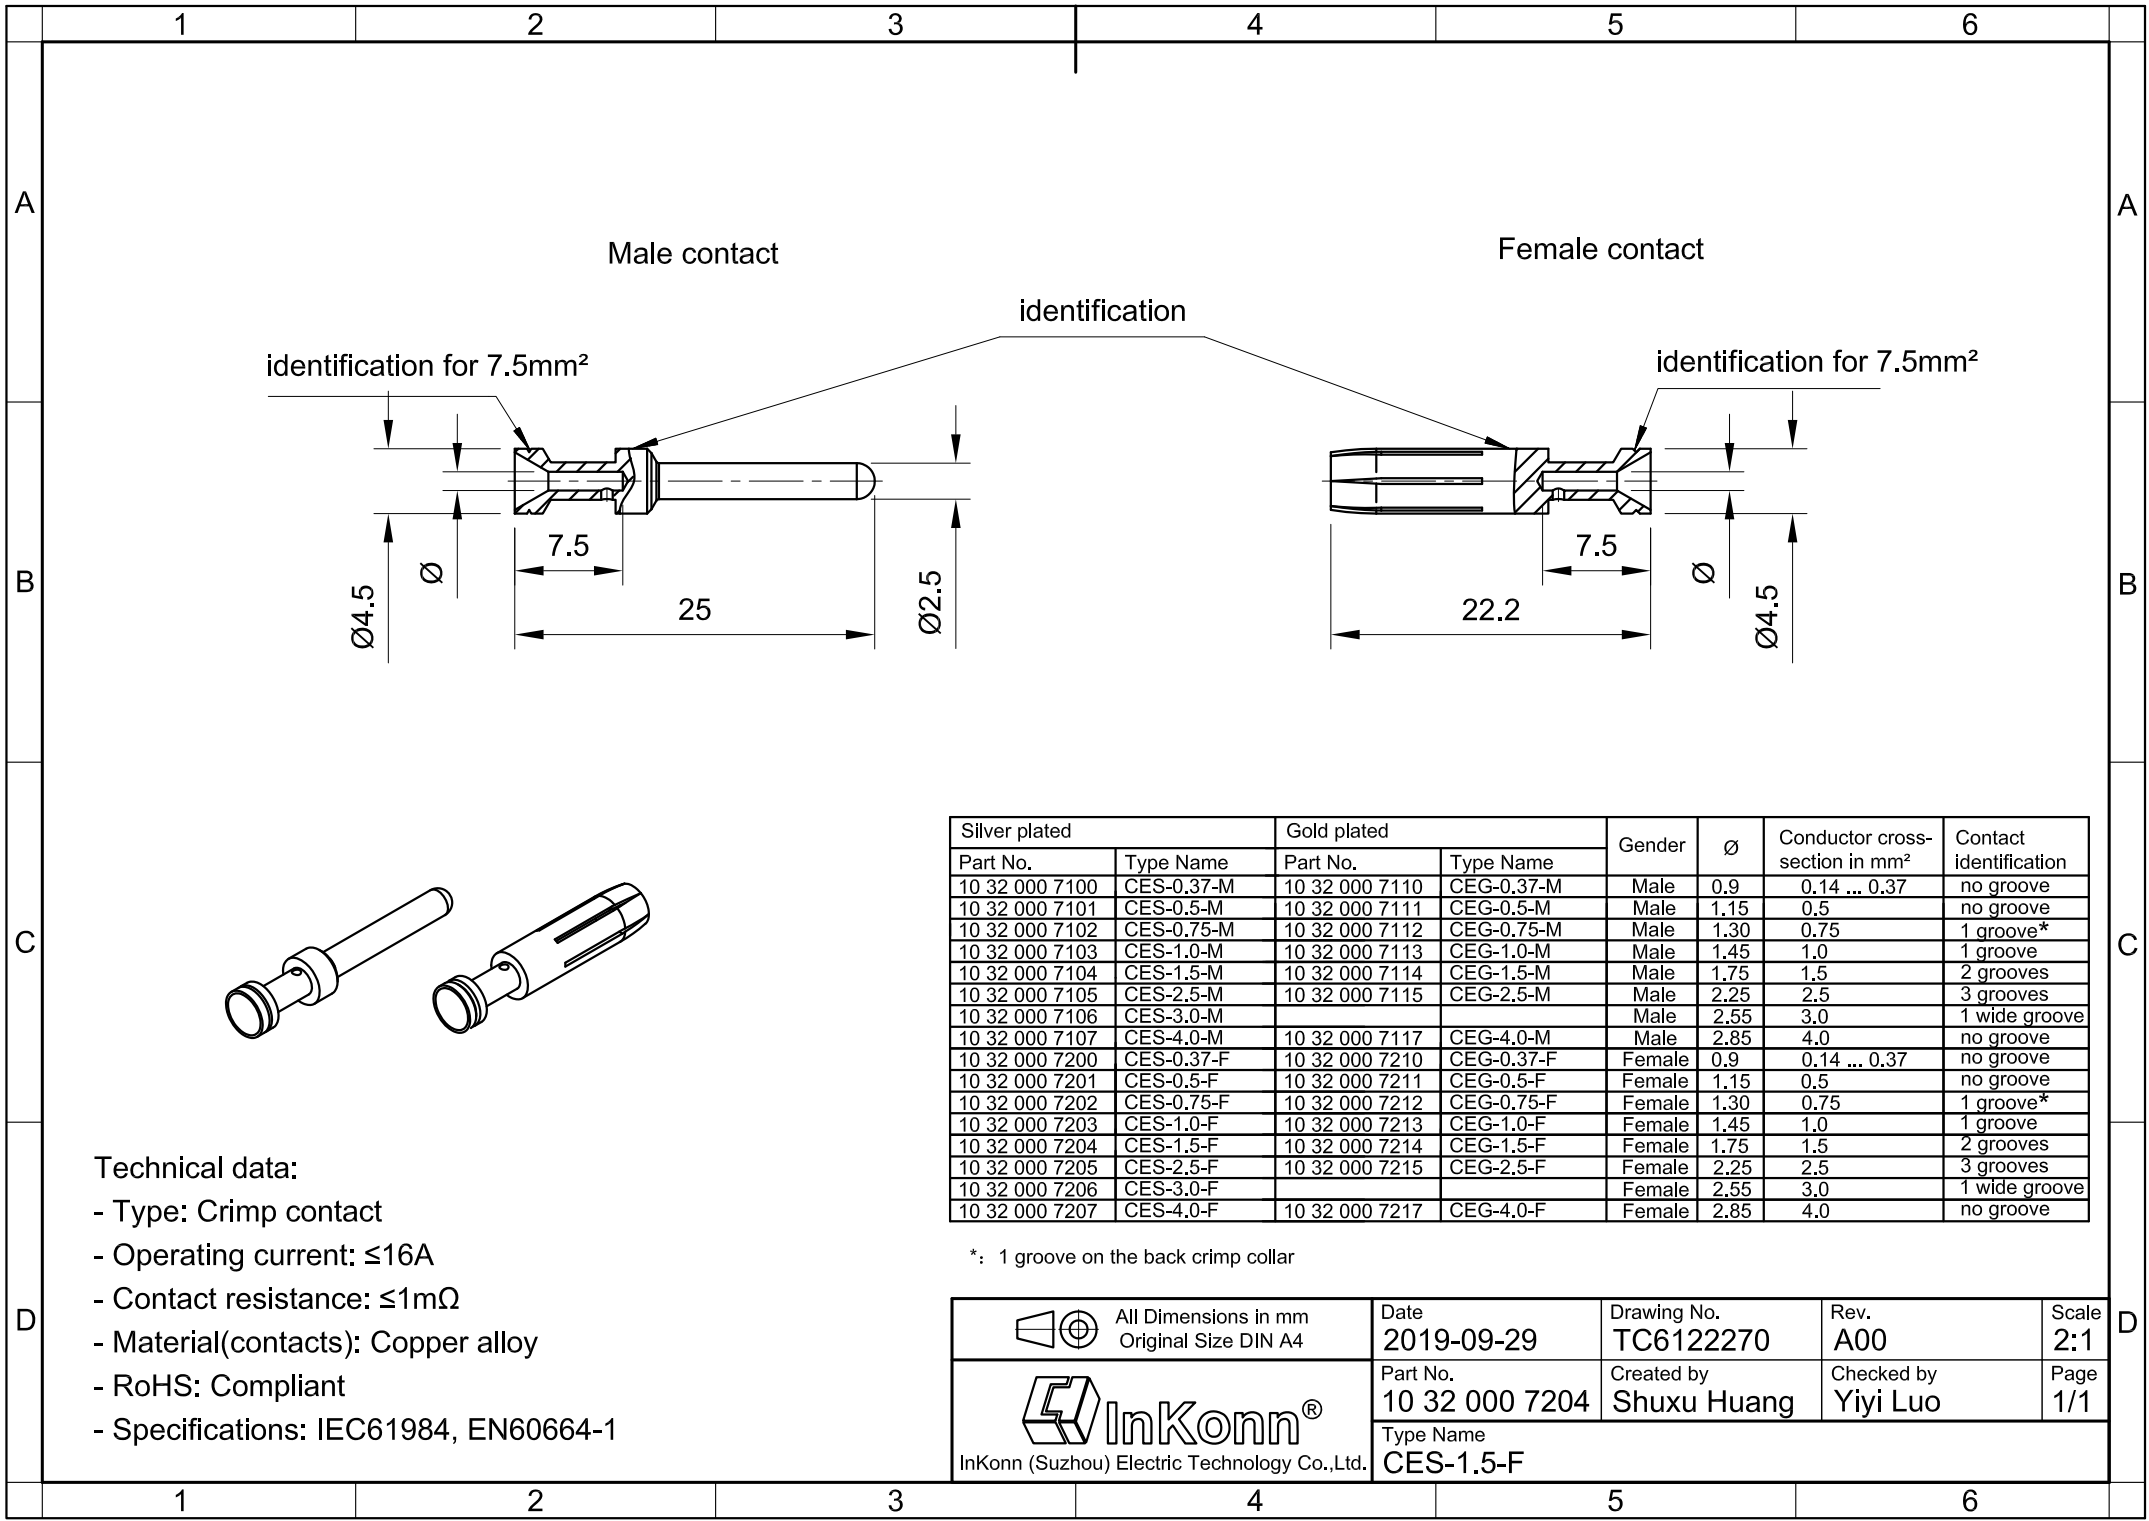 1 2 3 4 5 6
A A
Male contact
Female contact
identification
identification for 7.5mm²
identification for 7.5mm²
7.5
7.5
Ø
Ø
B B
Ø4.5
25
Ø2.5
22.2
Ø4.5
Silver plated Gold plated Gender Ø Conductor cross-section in mm² Contact identification
Part No. Type Name Part No. Type Name
10 32 000 7100 CES-0.37-M 10 32 000 7110 CEG-0.37-M Male 0.9 0.14 ... 0.37 no groove
10 32 000 7101 CES-0.5-M 10 32 000 7111 CEG-0.5-M Male 1.15 0.5 no groove
10 32 000 7102 CES-0.75-M 10 32 000 7112 CEG-0.75-M Male 1.30 0.75 1 groove*
10 32 000 7103 CES-1.0-M 10 32 000 7113 CEG-1.0-M Male 1.45 1.0 1 groove
10 32 000 7104 CES-1.5-M 10 32 000 7114 CEG-1.5-M Male 1.75 1.5 2 grooves
10 32 000 7105 CES-2.5-M 10 32 000 7115 CEG-2.5-M Male 2.25 2.5 3 grooves
10 32 000 7106 CES-3.0-M Male 2.55 3.0 1 wide groove
10 32 000 7107 CES-4.0-M 10 32 000 7117 CEG-4.0-M Male 2.85 4.0 no groove
10 32 000 7200 CES-0.37-F 10 32 000 7210 CEG-0.37-F Female 0.9 0.14 ... 0.37 no groove
10 32 000 7201 CES-0.5-F 10 32 000 7211 CEG-0.5-F Female 1.15 0.5 no groove
10 32 000 7202 CES-0.75-F 10 32 000 7212 CEG-0.75-F Female 1.30 0.75 1 groove*
10 32 000 7203 CES-1.0-F 10 32 000 7213 CEG-1.0-F Female 1.45 1.0 1 groove
10 32 000 7204 CES-1.5-F 10 32 000 7214 CEG-1.5-F Female 1.75 1.5 2 grooves
10 32 000 7205 CES-2.5-F 10 32 000 7215 CEG-2.5-F Female 2.25 2.5 3 grooves
10 32 000 7206 CES-3.0-F Female 2.55 3.0 1 wide groove
10 32 000 7207 CES-4.0-F 10 32 000 7217 CEG-4.0-F Female 2.85 4.0 no groove
*: 1 groove on the back crimp collar
C C
Technical data:
- Type: Crimp contact
- Operating current: ≤16A
- Contact resistance: ≤1mΩ
- Material(contacts): Copper alloy
- RoHS: Compliant
- Specifications: IEC61984, EN60664-1
D D
All Dimensions in mm
Original Size DIN A4
Date Drawing No. Rev. Scale
2019-09-29 TC6122270 A00 2:1
Part No. Created by Checked by Page
10 32 000 7204 Shuxu Huang Yiyi Luo 1/1
InKonn®
InKonn (Suzhou) Electric Technology Co.,Ltd.
Type Name
CES-1.5-F
1 2 3 4 5 6